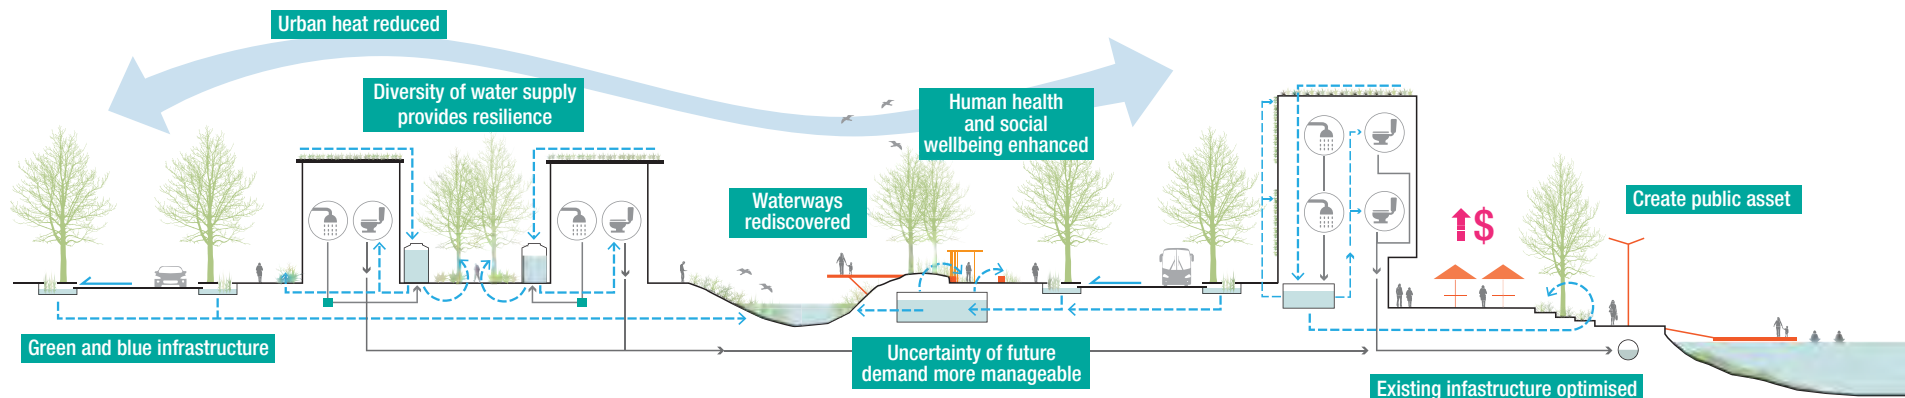 Urban heat reduced
Diversity of water supply
provides resilience
Human health
and social
wellbeing enhanced
Waterways
rediscovered
$
Create public asset
Green and blue infrastructure
Uncertainty of future
demand more manageable
Existing infastructure optimised